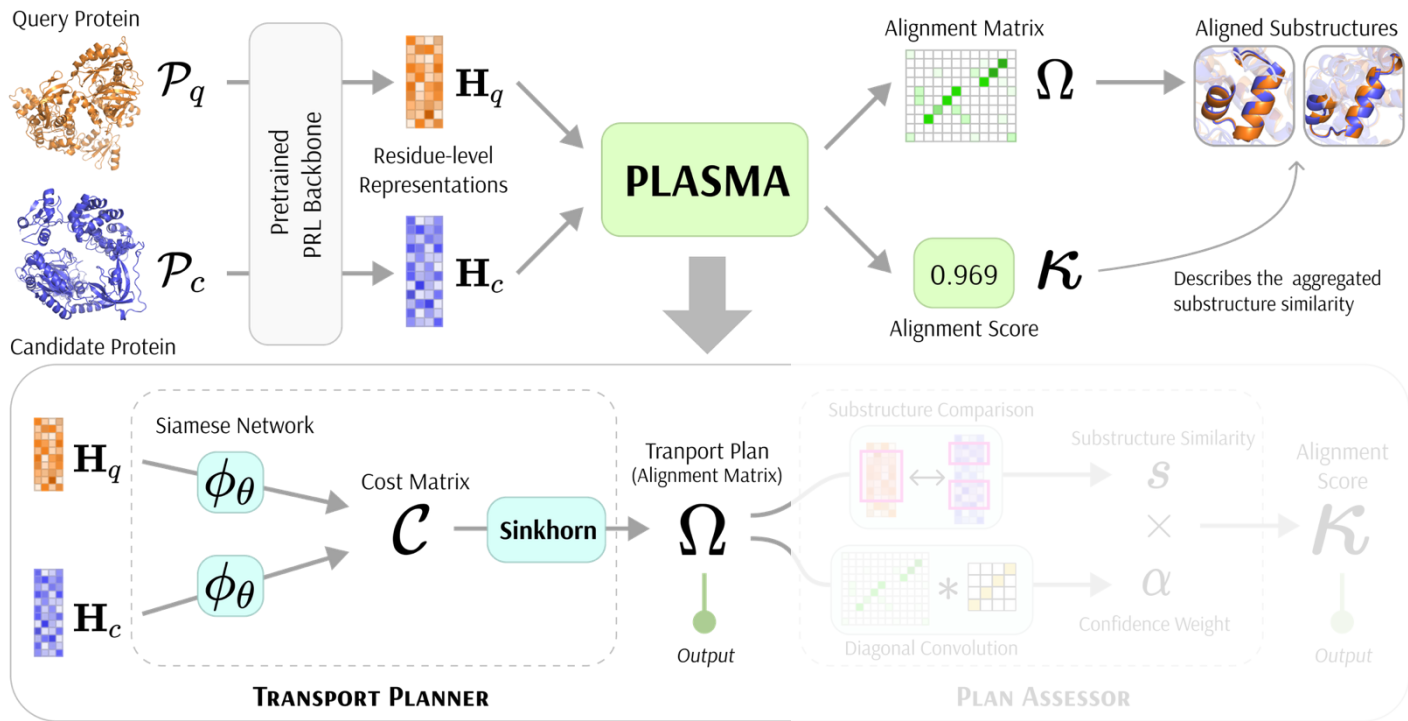 Query Protein
𝒫q
Pretrained
PRL Backbone
Hq
Residue-level
Representations
Candidate Protein
𝒫c
Hc
PLASMA
Alignment Matrix
Ω
0.969
κ
Alignment Score
Aligned Substructures
Describes the aggregated
substructure similarity
Hq
Hc
Siamese Network
ϕθ
ϕθ
Cost Matrix
𝒞
Sinkhorn
Tranport Plan
(Alignment Matrix)
Ω
Output
TRANSPORT PLANNER
Substructure Comparison
↔
*
Diagonal Convolution
Substructure Similarity
s
×
α
Confidence Weight
Alignment
Score
κ
Output
PLAN ASSESSOR